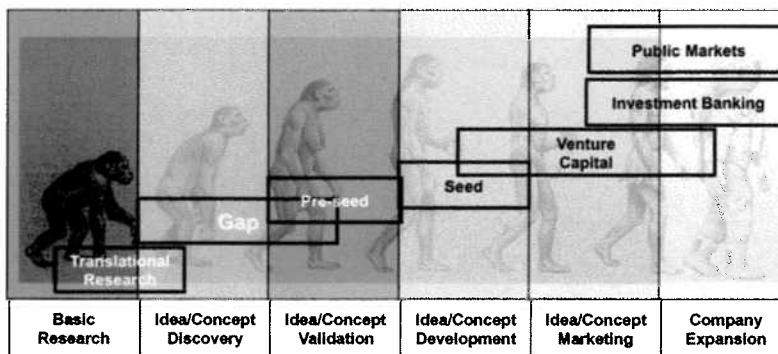 Public Markets
Investment Banking
Venture
Capital
Seed
Pre-seed
Gap
Translational
Research
Basic
Research
Idea/Concept
Discovery
Idea/Concept
Validation
Idea/Concept
Development
Idea/Concept
Marketing
Company
Expansion